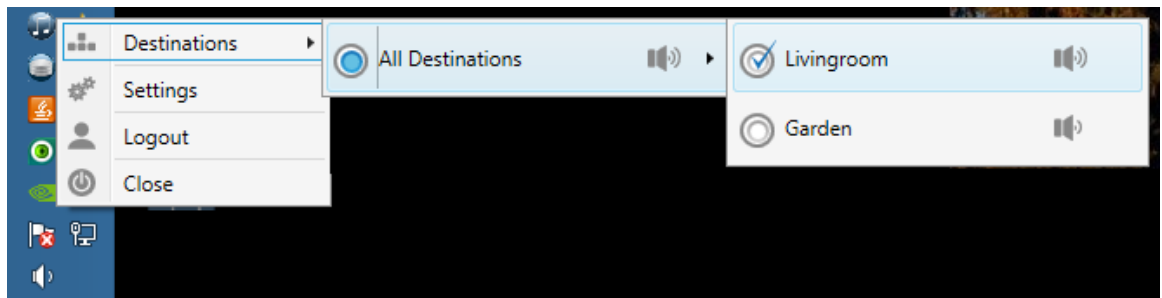 Destinations
Settings
Logout
Close
All Destinations
Livingroom
Garden